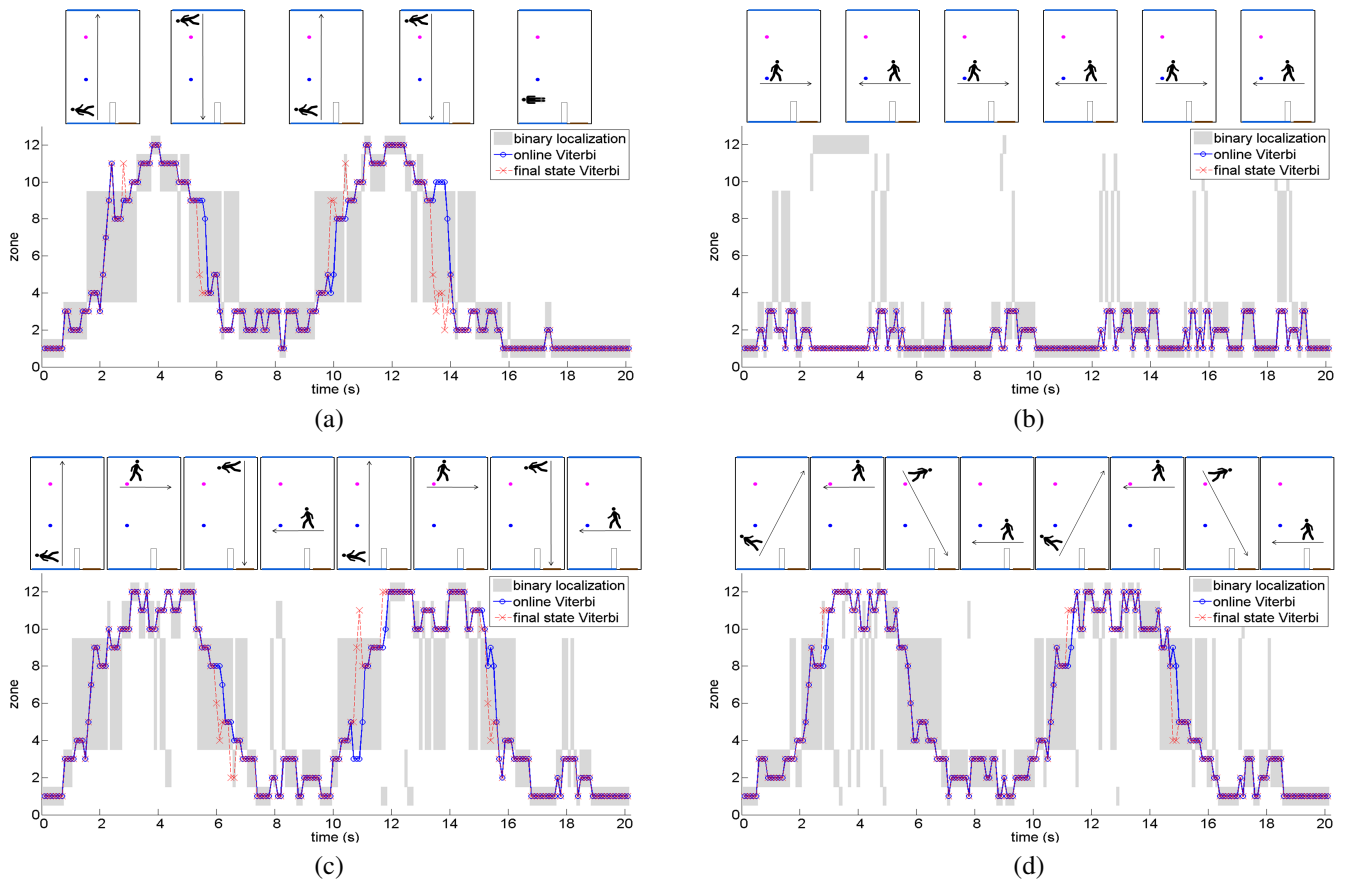 binary localization
online Viterbi
final state Viterbi
zone
12
10
8
6
4
2
0
0 2 4 6 8 10 12 14 16 18 20
time (s)
(a)
binary localization
online Viterbi
final state Viterbi
zone
12
10
8
6
4
2
0
0 2 4 6 8 10 12 14 16 18 20
time (s)
(b)
binary localization
online Viterbi
final state Viterbi
zone
12
10
8
6
4
2
0
0 2 4 6 8 10 12 14 16 18 20
time (s)
(c)
binary localization
online Viterbi
final state Viterbi
zone
12
10
8
6
4
2
0
0 2 4 6 8 10 12 14 16 18 20
time (s)
(d)